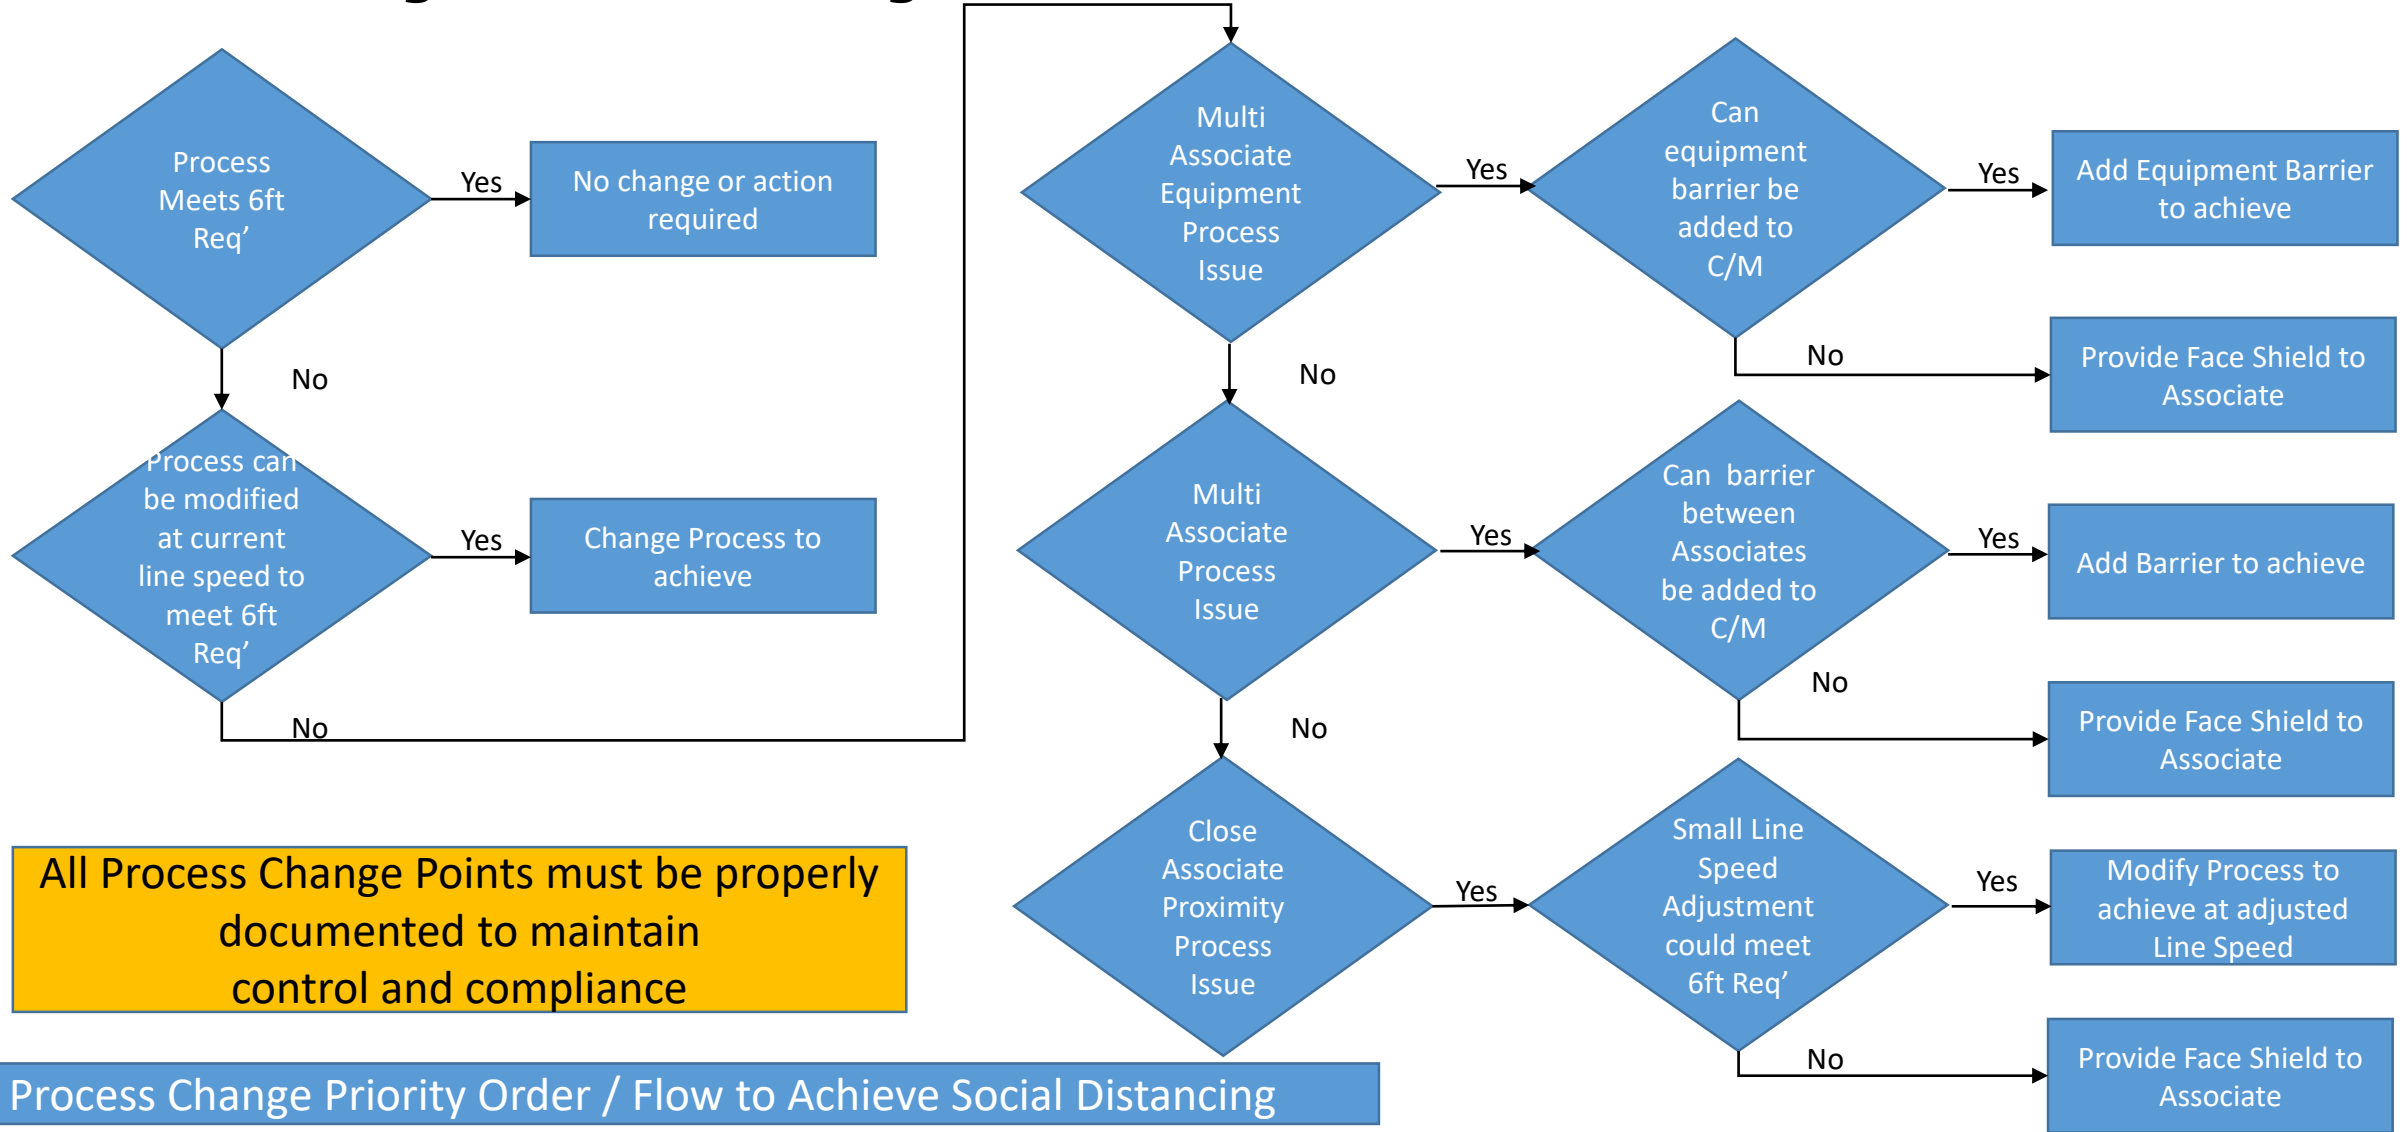 Process
Meets 6ft
Req’
Yes
No change or action
required
No
Process can
be modified
at current
line speed to
meet 6ft
Req’
Yes
Change Process to
achieve
No
Multi
Associate
Equipment
Process
Issue
Yes
Can
equipment
barrier be
added to
C/M
Yes
Add Equipment Barrier
to achieve
No
Provide Face Shield to
Associate
No
Multi
Associate
Process
Issue
Yes
Can  barrier
between
Associates
be added to
C/M
Yes
Add Barrier to achieve
No
Provide Face Shield to
Associate
No
Close
Associate
Proximity
Process
Issue
Yes
Small Line
Speed
Adjustment
could meet
6ft Req’
Yes
Modify Process to
achieve at adjusted
Line Speed
No
Provide Face Shield to
Associate
All Process Change Points must be properly
documented to maintain
control and compliance
Process Change Priority Order / Flow to Achieve Social Distancing